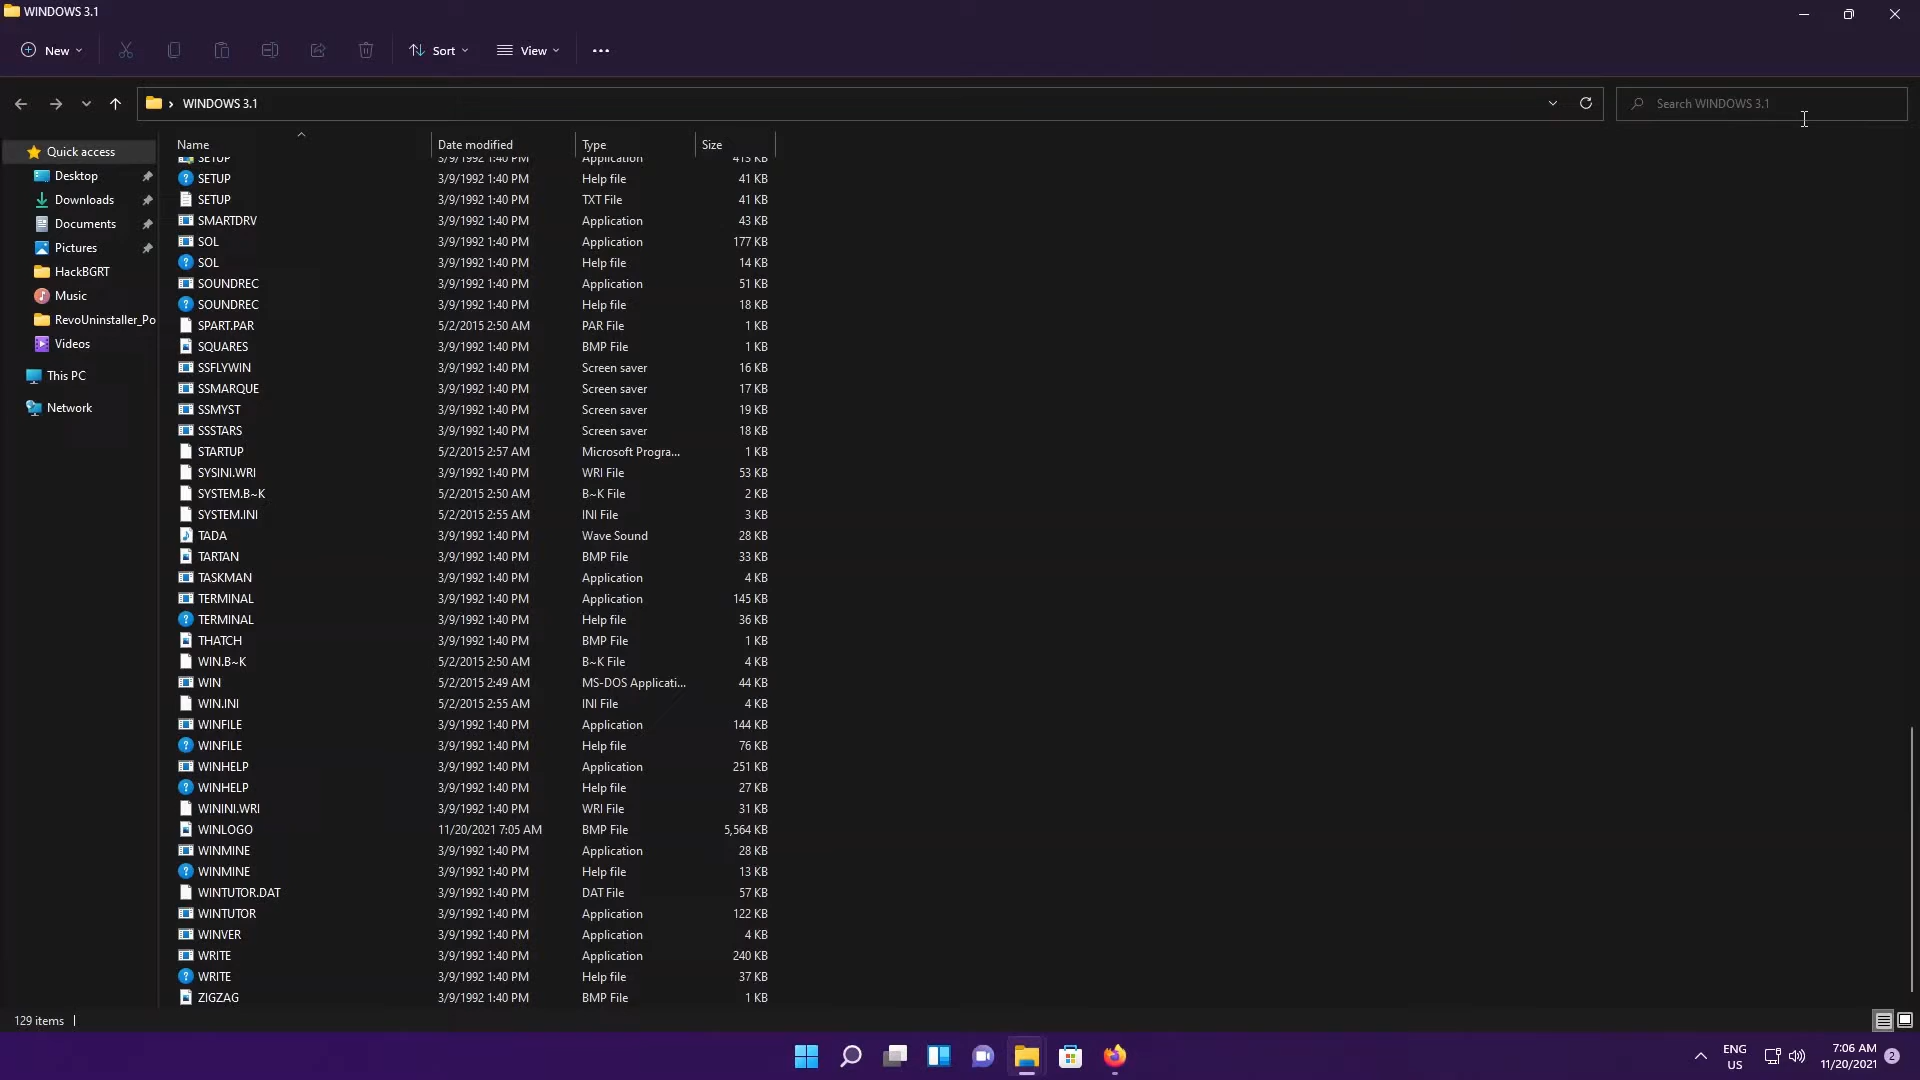 WINDOWS 3.1
New
Sort
View
WINDOWS 3.1
Search WINDOWS 3.1
Quick access
Desktop
Downloads
Documents
Pictures
HackBGRT
Music
RevoUninstaller_Po
Videos
This PC
Network
Name Date modified Type Size
SETUP 3/9/1992 1:40 PM Application 413 KB
SETUP 3/9/1992 1:40 PM Help file 41 KB
SETUP 3/9/1992 1:40 PM TXT File 41 KB
SMARTDRV 3/9/1992 1:40 PM Application 43 KB
SOL 3/9/1992 1:40 PM Application 177 KB
SOL 3/9/1992 1:40 PM Help file 14 KB
SOUNDREC 3/9/1992 1:40 PM Application 51 KB
SOUNDREC 3/9/1992 1:40 PM Help file 18 KB
SPART.PAR 5/2/2015 2:50 AM PAR File 1 KB
SQUARES 3/9/1992 1:40 PM BMP File 1 KB
SSFLYWIN 3/9/1992 1:40 PM Screen saver 16 KB
SSMARQUE 3/9/1992 1:40 PM Screen saver 17 KB
SSMYST 3/9/1992 1:40 PM Screen saver 19 KB
SSSTARS 3/9/1992 1:40 PM Screen saver 18 KB
STARTUP 5/2/2015 2:57 AM Microsoft Progra... 1 KB
SYSINI.WRI 3/9/1992 1:40 PM WRI File 53 KB
SYSTEM.B~K 5/2/2015 2:50 AM B~K File 2 KB
SYSTEM.INI 5/2/2015 2:55 AM INI File 3 KB
TADA 3/9/1992 1:40 PM Wave Sound 28 KB
TARTAN 3/9/1992 1:40 PM BMP File 33 KB
TASKMAN 3/9/1992 1:40 PM Application 4 KB
TERMINAL 3/9/1992 1:40 PM Application 145 KB
TERMINAL 3/9/1992 1:40 PM Help file 36 KB
THATCH 3/9/1992 1:40 PM BMP File 1 KB
WIN.B~K 5/2/2015 2:50 AM B~K File 4 KB
WIN 5/2/2015 2:49 AM MS-DOS Applicati... 44 KB
WIN.INI 5/2/2015 2:55 AM INI File 4 KB
WINFILE 3/9/1992 1:40 PM Application 144 KB
WINFILE 3/9/1992 1:40 PM Help file 76 KB
WINHELP 3/9/1992 1:40 PM Application 251 KB
WINHELP 3/9/1992 1:40 PM Help file 27 KB
WININI.WRI 3/9/1992 1:40 PM WRI File 31 KB
WINLOGO 11/20/2021 7:05 AM BMP File 5,564 KB
WINMINE 3/9/1992 1:40 PM Application 28 KB
WINMINE 3/9/1992 1:40 PM Help file 13 KB
WINTUTOR.DAT 3/9/1992 1:40 PM DAT File 57 KB
WINTUTOR 3/9/1992 1:40 PM Application 122 KB
WINVER 3/9/1992 1:40 PM Application 4 KB
WRITE 3/9/1992 1:40 PM Application 240 KB
WRITE 3/9/1992 1:40 PM Help file 37 KB
ZIGZAG 3/9/1992 1:40 PM BMP File 1 KB
129 items
ENG
US
7:06 AM
11/20/2021
2